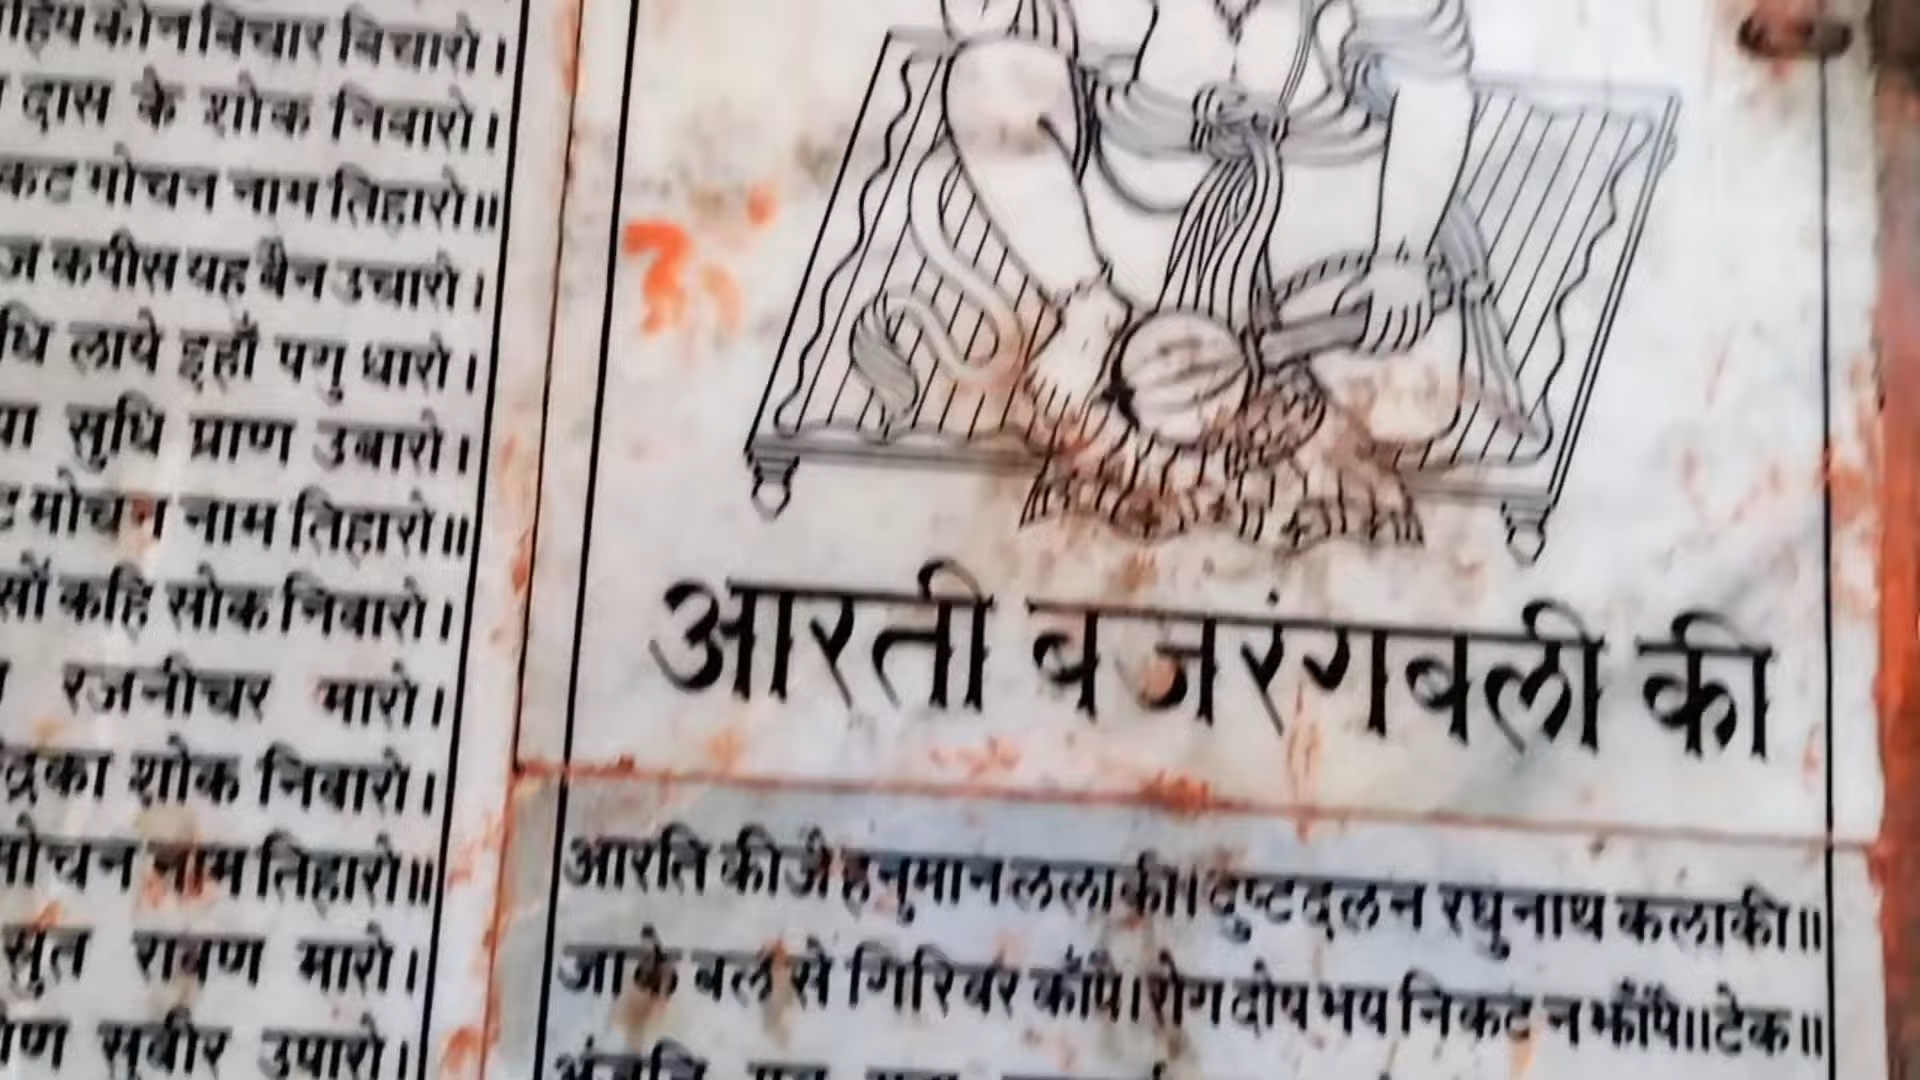 कौन बिचार बिचारो।
दास के शोक निवारो।
मोचन नाम तिहारो॥
कपीस यह बैन उचारो।
लाये इहाँ पगु धारो।
सुधि प्राण उबारो।
मोचन नाम तिहारो॥
सों कहि सोक निवारो।
रजनीचर मारो।
शोक निवारो।
मोचन नाम तिहारो॥
सुत रावण मारो।
सुबीर उपारो।
आरती बजरंगबली की
आरति कीजै हनुमान लला की। दुष्ट दलन रघुनाथ कला की॥
जाके बल से गिरिवर काँपै। रोग दोष भय निकट न झाँपै॥टेक॥